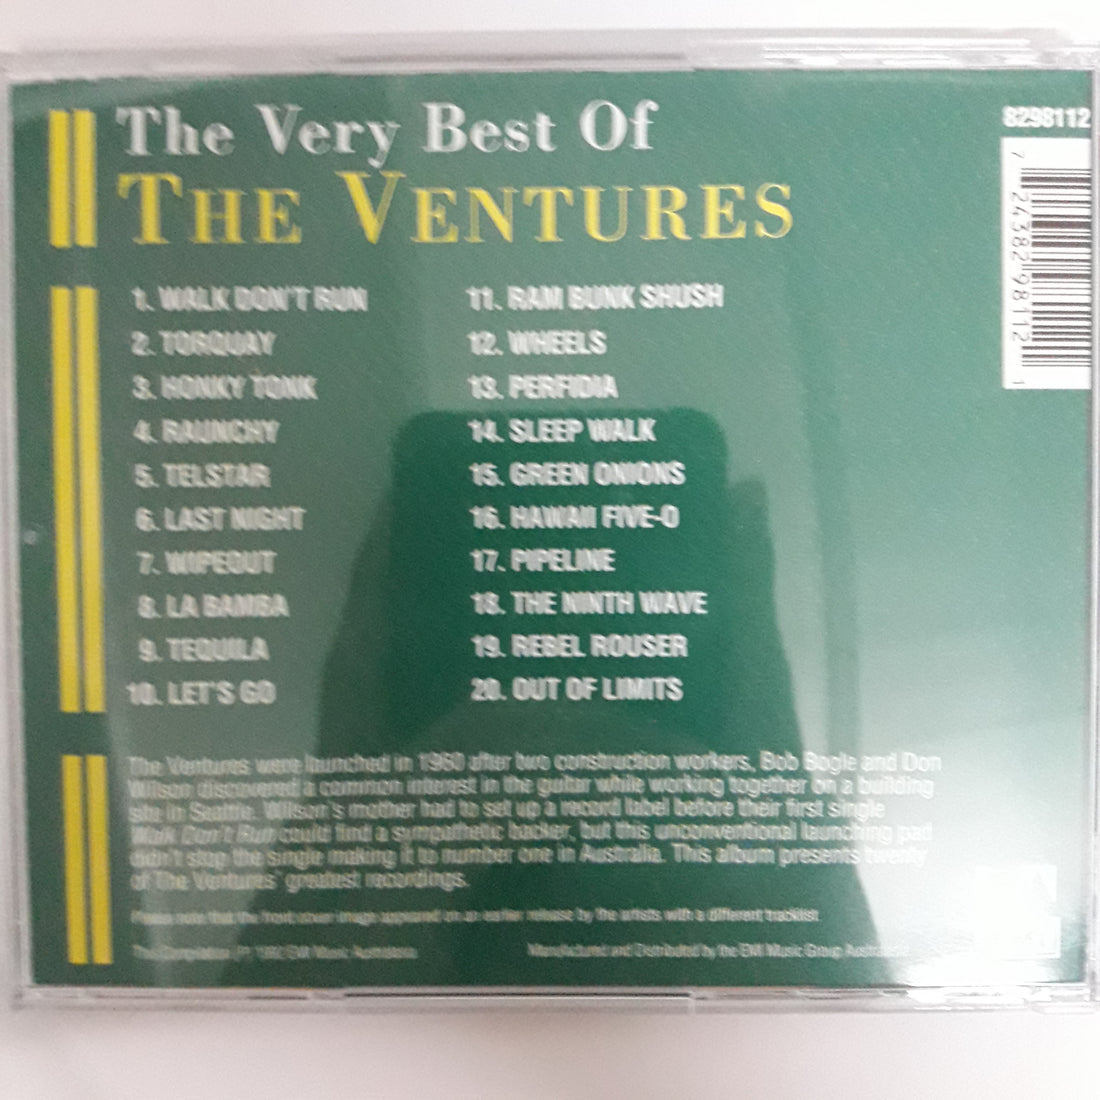 The Very Best Of
THE VENTURES
8298112
7 24382 98112 1
1. WALK DON'T RUN
2. TORQUAY
3. HONKY TONK
4. RAUNCHY
5. TELSTAR
6. LAST NIGHT
7. WIPEOUT
8. LA BAMBA
9. TEQUILA
10. LET'S GO
11. RAM BUNK SHUSH
12. WHEELS
13. PERFIDIA
14. SLEEP WALK
15. GREEN ONIONS
16. HAWAII FIVE-O
17. PIPELINE
18. THE NINTH WAVE
19. REBEL ROUSER
20. OUT OF LIMITS
The Ventures were launched in 1960 after two construction workers, Bob Bogle and Don
Wilson discovered a common interest in the guitar while working together on a building
site in Seattle. Wilson's mother had to set up a record label before their first single
Walk Don't Run could find a sympathetic backer, but this unconventional launching pad
didn't stop the single making it to number one in Australia. This album presents twenty
of The Ventures' greatest recordings.
Please note that the front cover image appeared on an earlier release by the artists with a different tracklist.
EMI Music Australasia
Manufactured and Distributed by the EMI Music Group Australasia